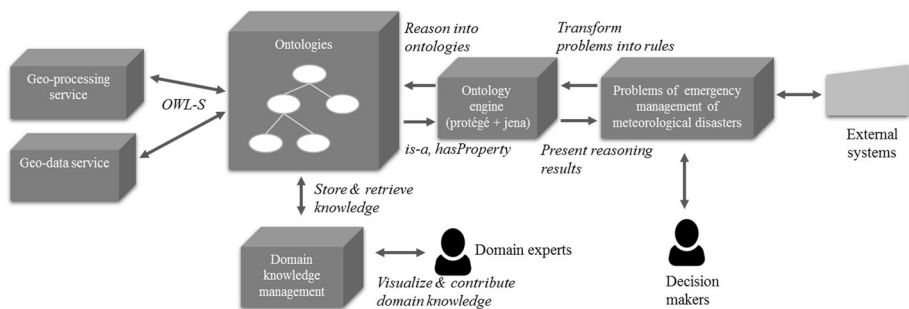 Ontologies
Reason into
ontologies
Transform
problems into rules
Geo-processing
service
OWL-S
Geo-data service
Ontology
engine
(protégé + jena)
Problems of emergency
management of
meteorological disasters
External
systems
is-a, hasProperty
Present reasoning
results
Store & retrieve
knowledge
Domain
knowledge
management
Domain experts
Visualize & contribute
domain knowledge
Decision
makers